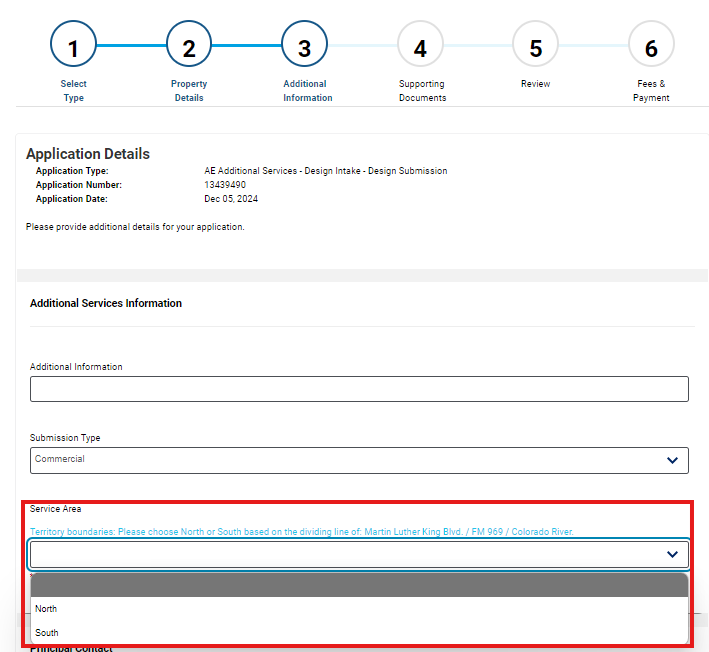 1 2 3 4 5 6
Select Type
Property Details
Additional Information
Supporting Documents
Review
Fees & Payment
Application Details
Application Type: AE Additional Services - Design Intake - Design Submission
Application Number: 13439490
Application Date: Dec 05, 2024
Please provide additional details for your application.
Additional Services Information
Additional Information
Submission Type
Commercial
Service Area
Territory boundaries: Please choose North or South based on the dividing line of: Martin Luther King Blvd. / FM 969 / Colorado River.
North
South
Principal Contact